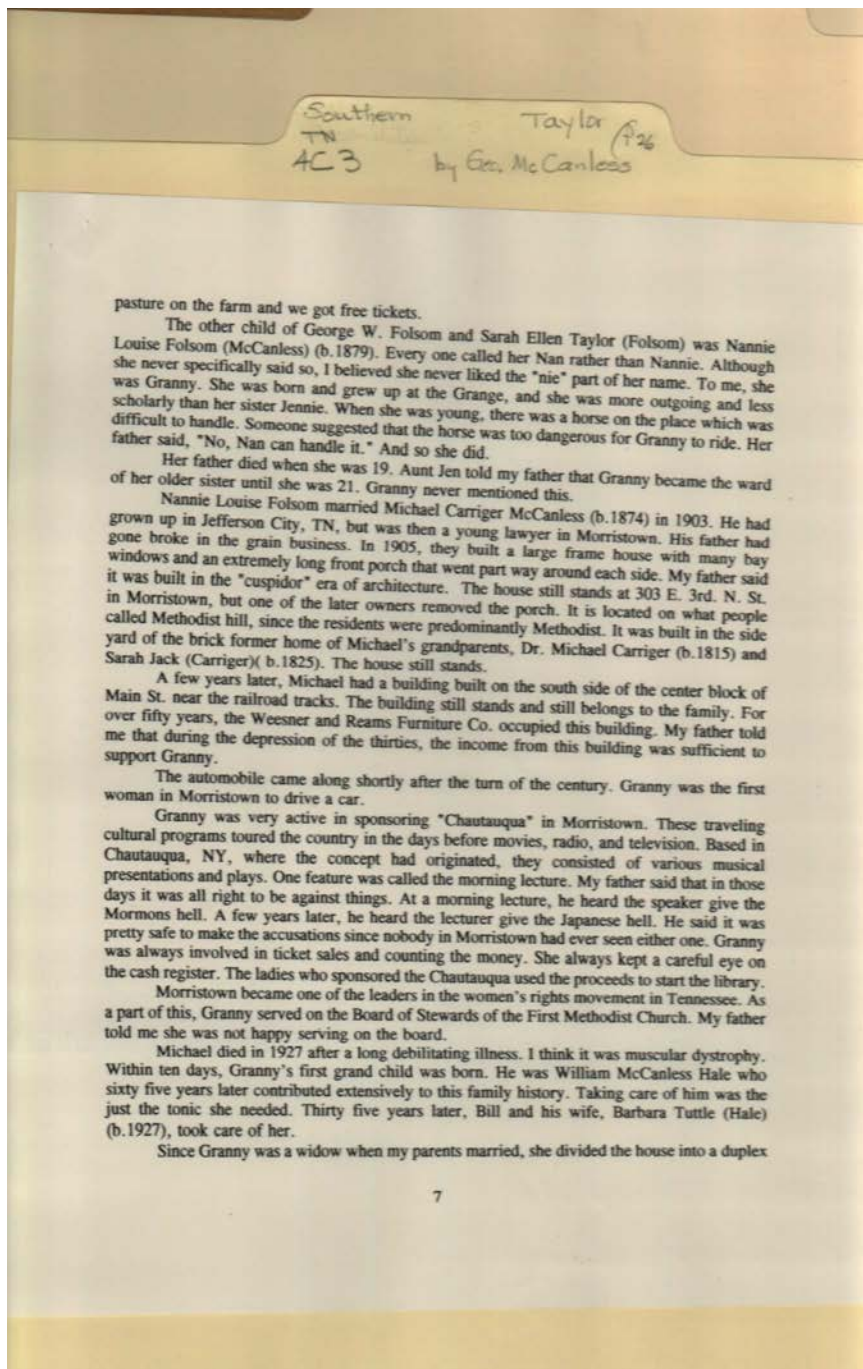 Southern Taylor
TN
4C3 by Geo. McCanless
pasture on the farm and we got free tickets.
The other child of George W. Folsom and Sarah Ellen Taylor (Folsom) was Nannie
Louise Folsom (McCanless) (b.1879). Every one called her Nan rather than Nannie. Although
she never specifically said so, I believed she never liked the "nie" part of her name. To me, she
was Granny. She was born and grew up at the Grange, and she was more outgoing and less
scholarly than her sister Jennie. When she was young, there was a horse on the place which was
difficult to handle. Someone suggested that the horse was too dangerous for Granny to ride. Her
father said, "No, Nan can handle it." And so she did.
Her father died when she was 19. Aunt Jen told my father that Granny became the ward
of her older sister until she was 21. Granny never mentioned this.
Nannie Louise Folsom married Michael Carriger McCanless (b.1874) in 1903. He had
grown up in Jefferson City, TN, but was then a young lawyer in Morristown. His father had
gone broke in the grain business. In 1905, they built a large frame house with many bay
windows and an extremely long front porch that went part way around each side. My father said
it was built in the "cuspidor" era of architecture. The house still stands at 303 E. 3rd. N. St.
in Morristown, but one of the later owners removed the porch. It is located on what people
called Methodist hill, since the residents were predominantly Methodist. It was built in the side
yard of the brick former home of Michael's grandparents, Dr. Michael Carriger (b.1815) and
Sarah Jack (Carriger)( b.1825). The house still stands.
A few years later, Michael had a building built on the south side of the center block of
Main St. near the railroad tracks. The building still stands and still belongs to the family. For
over fifty years, the Weesner and Reams Furniture Co. occupied this building. My father told
me that during the depression of the thirties, the income from this building was sufficient to
support Granny.
The automobile came along shortly after the turn of the century. Granny was the first
woman in Morristown to drive a car.
Granny was very active in sponsoring "Chautauqua" in Morristown. These traveling
cultural programs toured the country in the days before movies, radio, and television. Based in
Chautauqua, NY, where the concept had originated, they consisted of various musical
presentations and plays. One feature was called the morning lecture. My father said that in those
days it was all right to be against things. At a morning lecture, he heard the speaker give the
Mormons hell. A few years later, he heard the lecturer give the Japanese hell. He said it was
pretty safe to make the accusations since nobody in Morristown had ever seen either one. Granny
was always involved in ticket sales and counting the money. She always kept a careful eye on
the cash register. The ladies who sponsored the Chautauqua used the proceeds to start the library.
Morristown became one of the leaders in the women's rights movement in Tennessee. As
a part of this, Granny served on the Board of Stewards of the First Methodist Church. My father
told me she was not happy serving on the board.
Michael died in 1927 after a long debilitating illness. I think it was muscular dystrophy.
Within ten days, Granny's first grand child was born. He was William McCanless Hale who
sixty five years later contributed extensively to this family history. Taking care of him was the
just the tonic she needed. Thirty five years later, Bill and his wife, Barbara Tuttle (Hale)
(b.1927), took care of her.
Since Granny was a widow when my parents married, she divided the house into a duplex
7